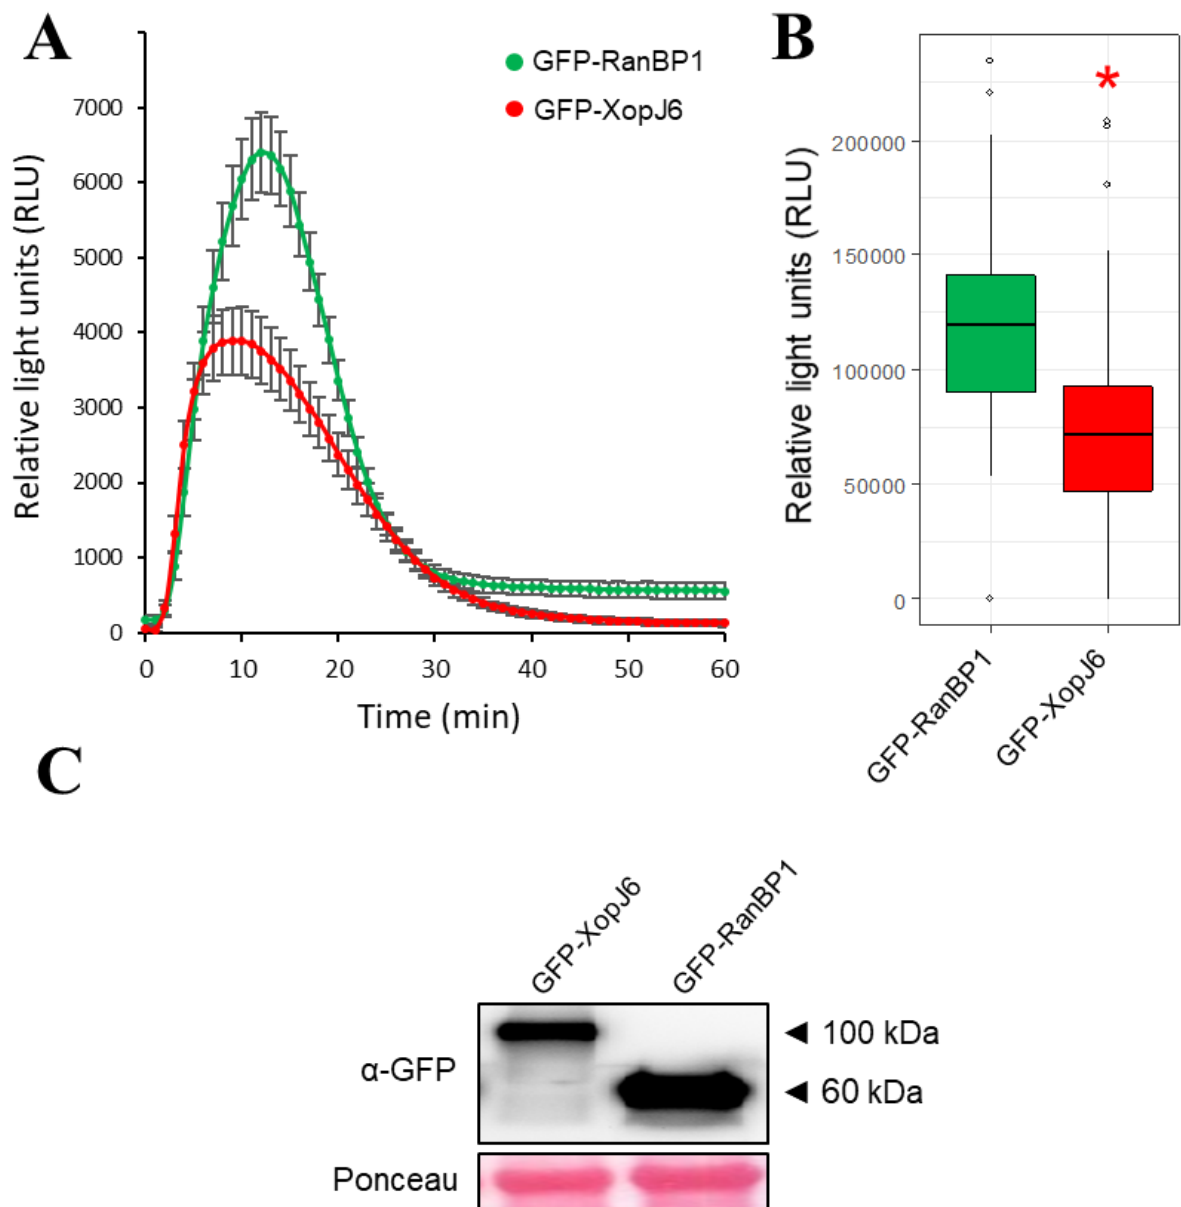 A
GFP-RanBP1
GFP-XopJ6
Relative light units (RLU)
7000
6000
5000
4000
3000
2000
1000
0
0 10 20 30 40 50 60
Time (min)
B
*
Relative light units (RLU)
200000
150000
100000
50000
0
GFP-RanBP1
GFP-XopJ6
C
GFP-XopJ6
GFP-RanBP1
α-GFP
◄ 100 kDa
◄ 60 kDa
Ponceau